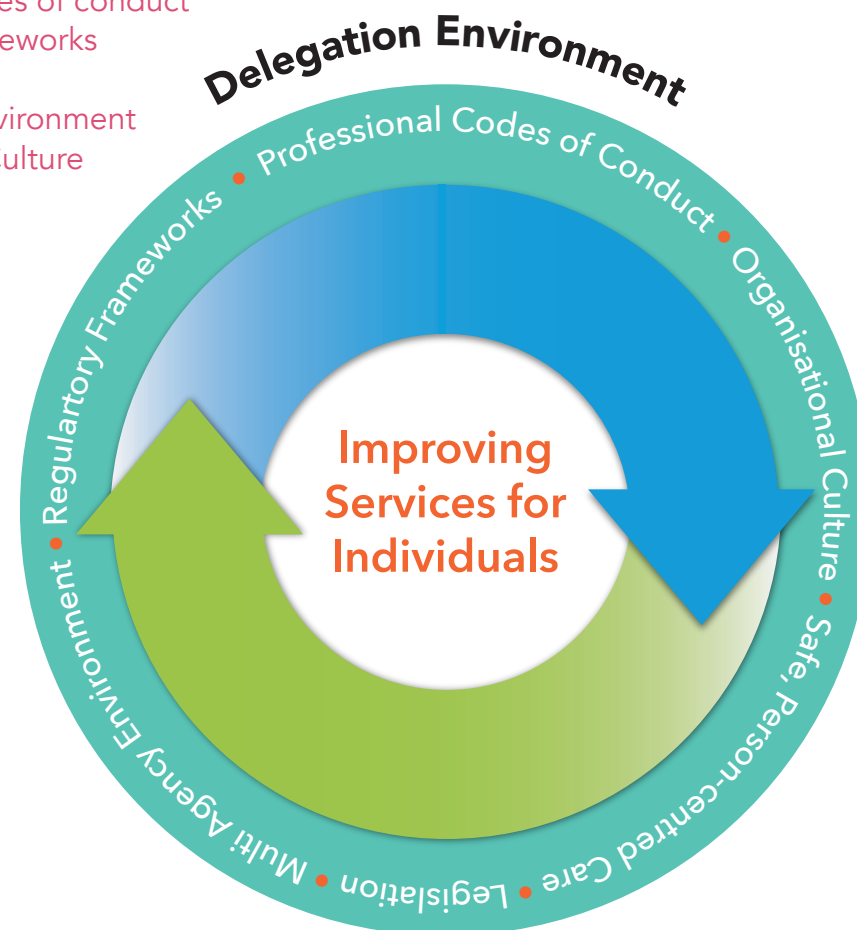 es of conduct
eworks
vironment
Culture
Delegation Environment
Professional Codes of Conduct •
Organisational Culture •
Safe, Person-centred Care •
Legislation •
Multi Agency Environment •
Regulartory Frameworks •
Improving
Services for
Individuals